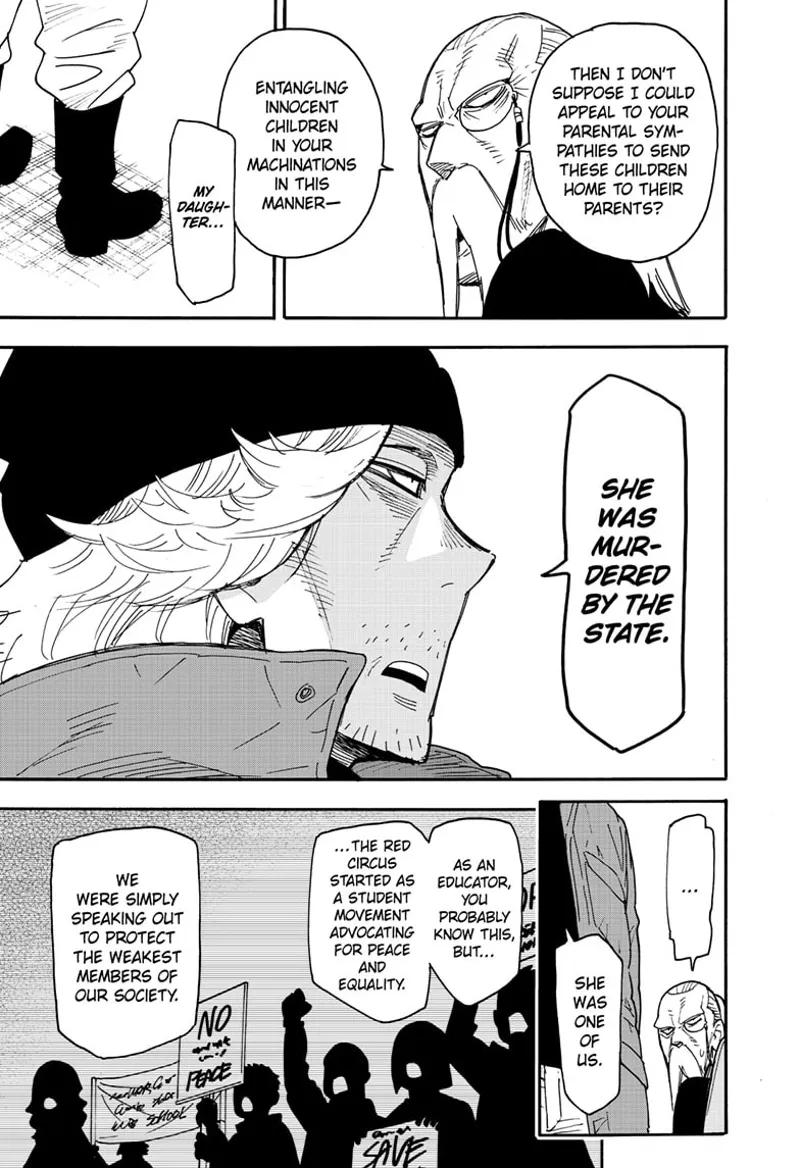 THEN I DON'T
SUPPOSE I COULD
APPEAL TO YOUR
PARENTAL SYM-
PATHIES TO SEND
THESE CHILDREN
HOME TO THEIR
PARENTS?
ENTANGLING
INNOCENT
CHILDREN
IN YOUR
MACHINATIONS
IN THIS
MANNER—
MY
DAUGH-
TER...
SHE
WAS
MUR-
DERED
BY THE
STATE.
...
SHE
WAS
ONE
OF
US.
AS AN
EDUCATOR,
YOU
PROBABLY
KNOW THIS,
BUT...
...THE RED
CIRCUS
STARTED AS
A STUDENT
MOVEMENT
ADVOCATING
FOR PEACE
AND
EQUALITY.
WE
WERE SIMPLY
SPEAKING OUT
TO PROTECT
THE WEAKEST
MEMBERS OF
OUR SOCIETY.
NO
PEACE
SCHOOL
SAVE